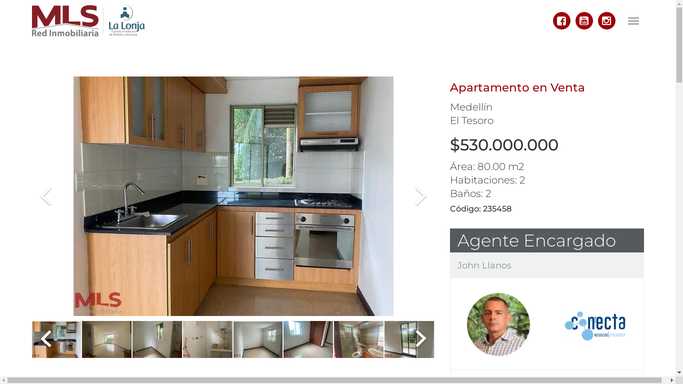 MLS
Red Inmobiliaria
La Lonja
Apartamento en Venta
Medellín
El Tesoro
$530.000.000
Área: 80.00 m2
Habitaciones: 2
Baños: 2
Código: 235458
Agente Encargado
John Llanos
MLS
conecta